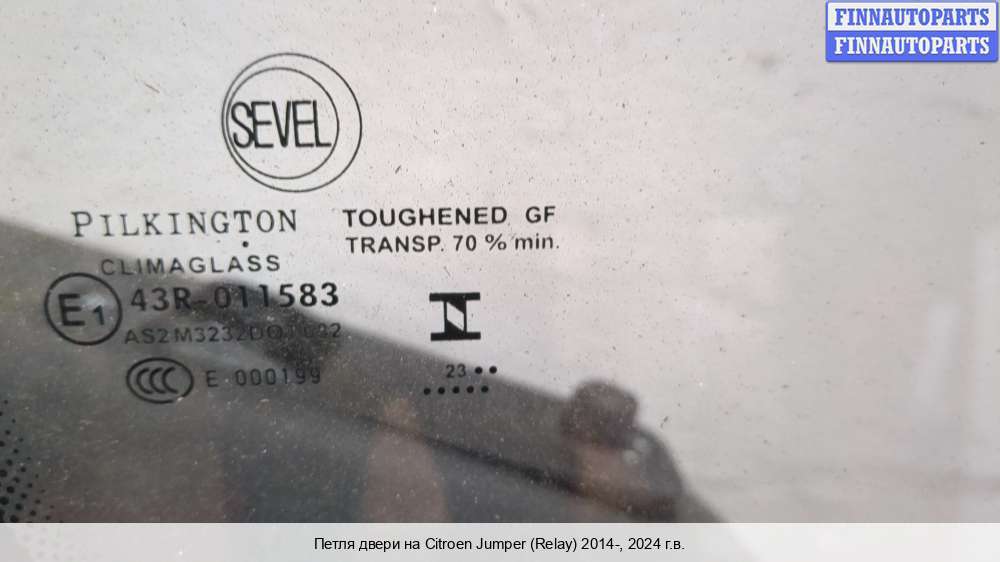 FINNAUTOPARTS
FINNAUTOPARTS
SEVEL
PILKINGTON
TOUGHENED GF
TRANSP. 70 % min.
CLIMAGLASS
E1
43R-011583
CCC
E 000199
23
Петля двери на Citroen Jumper (Relay) 2014-, 2024 г.в.